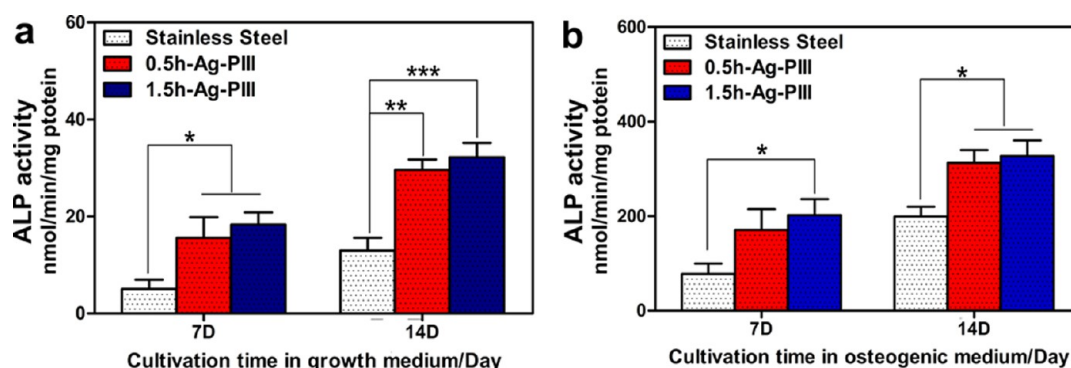 a
Stainless Steel
0.5h-Ag-PIII
1.5h-Ag-PIII
ALP activity
nmol/min/mg ptotein
60
40
20
0
*
**
***
7D
14D
Cultivation time in growth medium/Day
b
Stainless Steel
0.5h-Ag-PIII
1.5h-Ag-PIII
ALP activity
nmol/min/mg ptotein
600
400
200
0
*
*
7D
14D
Cultivation time in osteogenic medium/Day